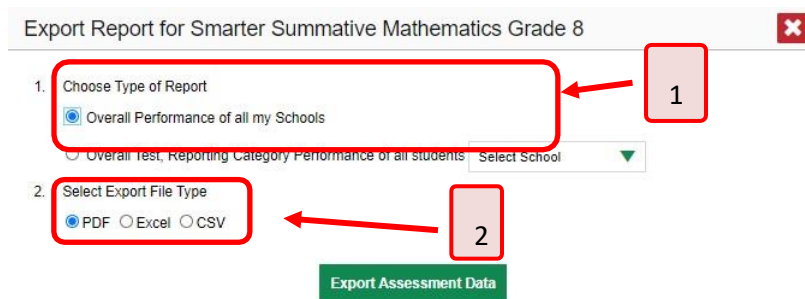 Export Report for Smarter Summative Mathematics Grade 8
1. Choose Type of Report
1
Overall Performance of all my Schools
Overall Test, Reporting Category Performance of all students Select School
2. Select Export File Type
PDF Excel CSV
2
Export Assessment Data